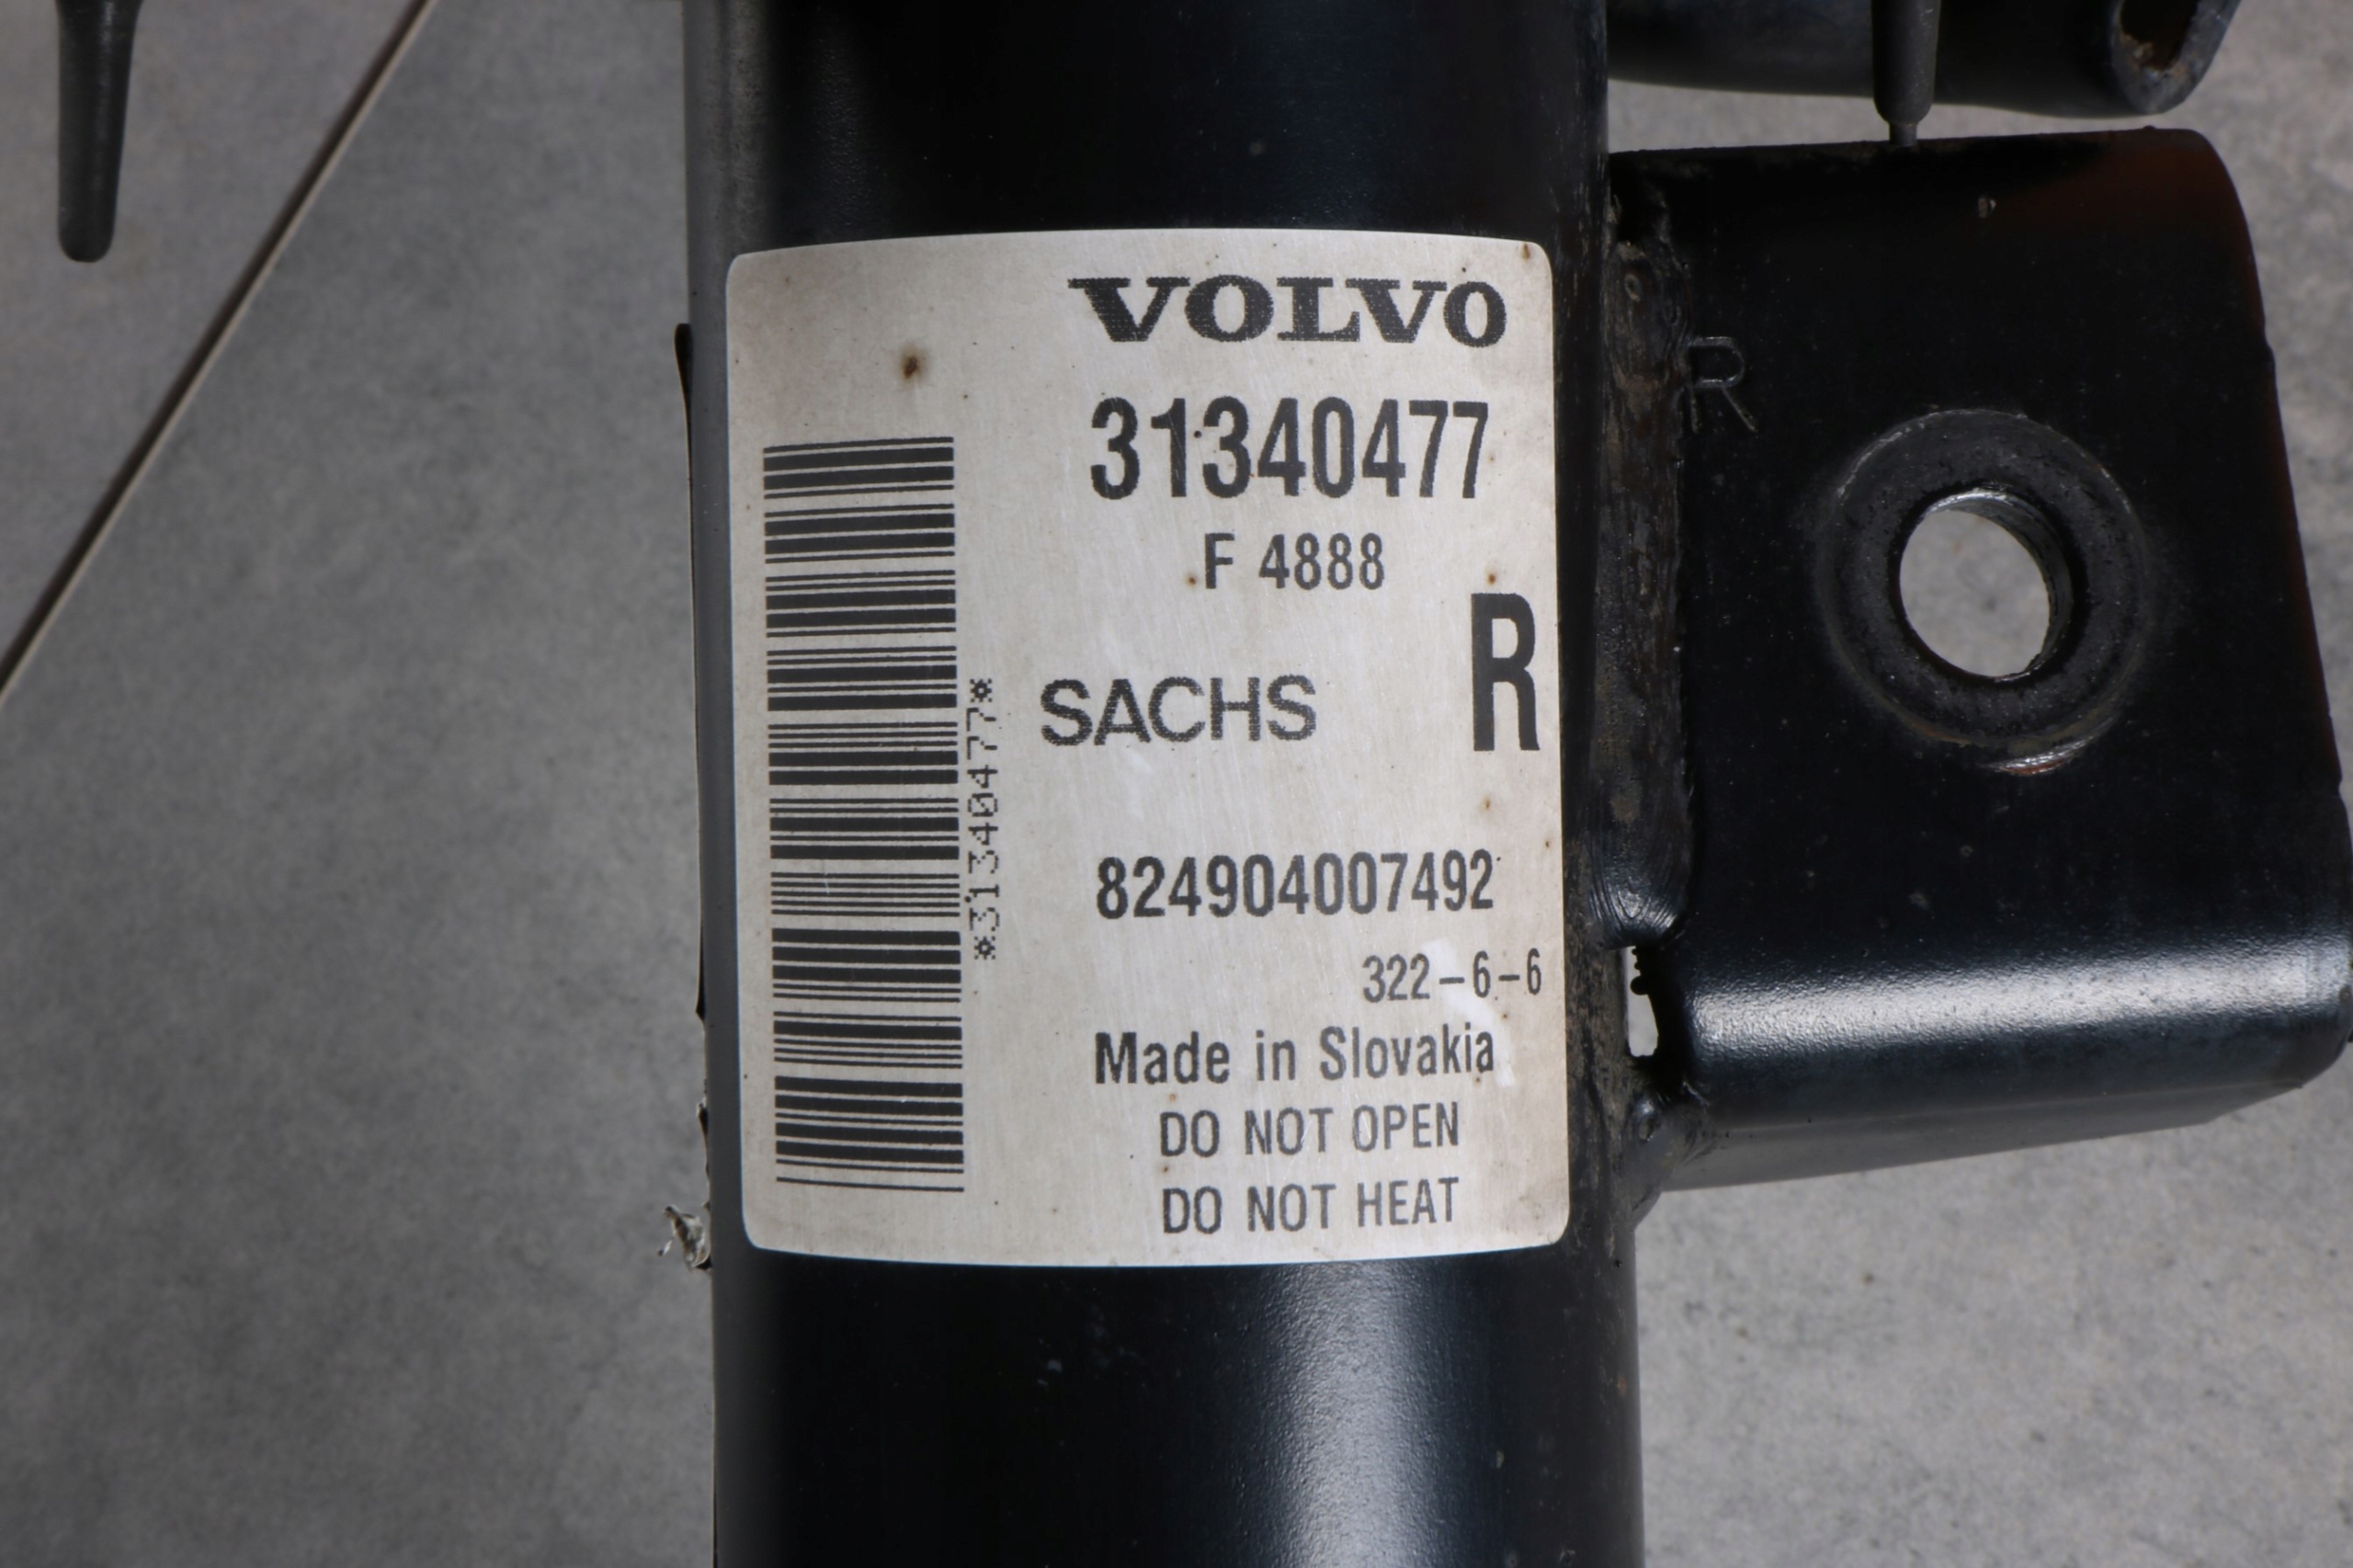 VOLVO
31340477
F 4888
R
SACHS
R
*31340477*
824904007492
322-6-6
Made in Slovakia
DO NOT OPEN
DO NOT HEAT